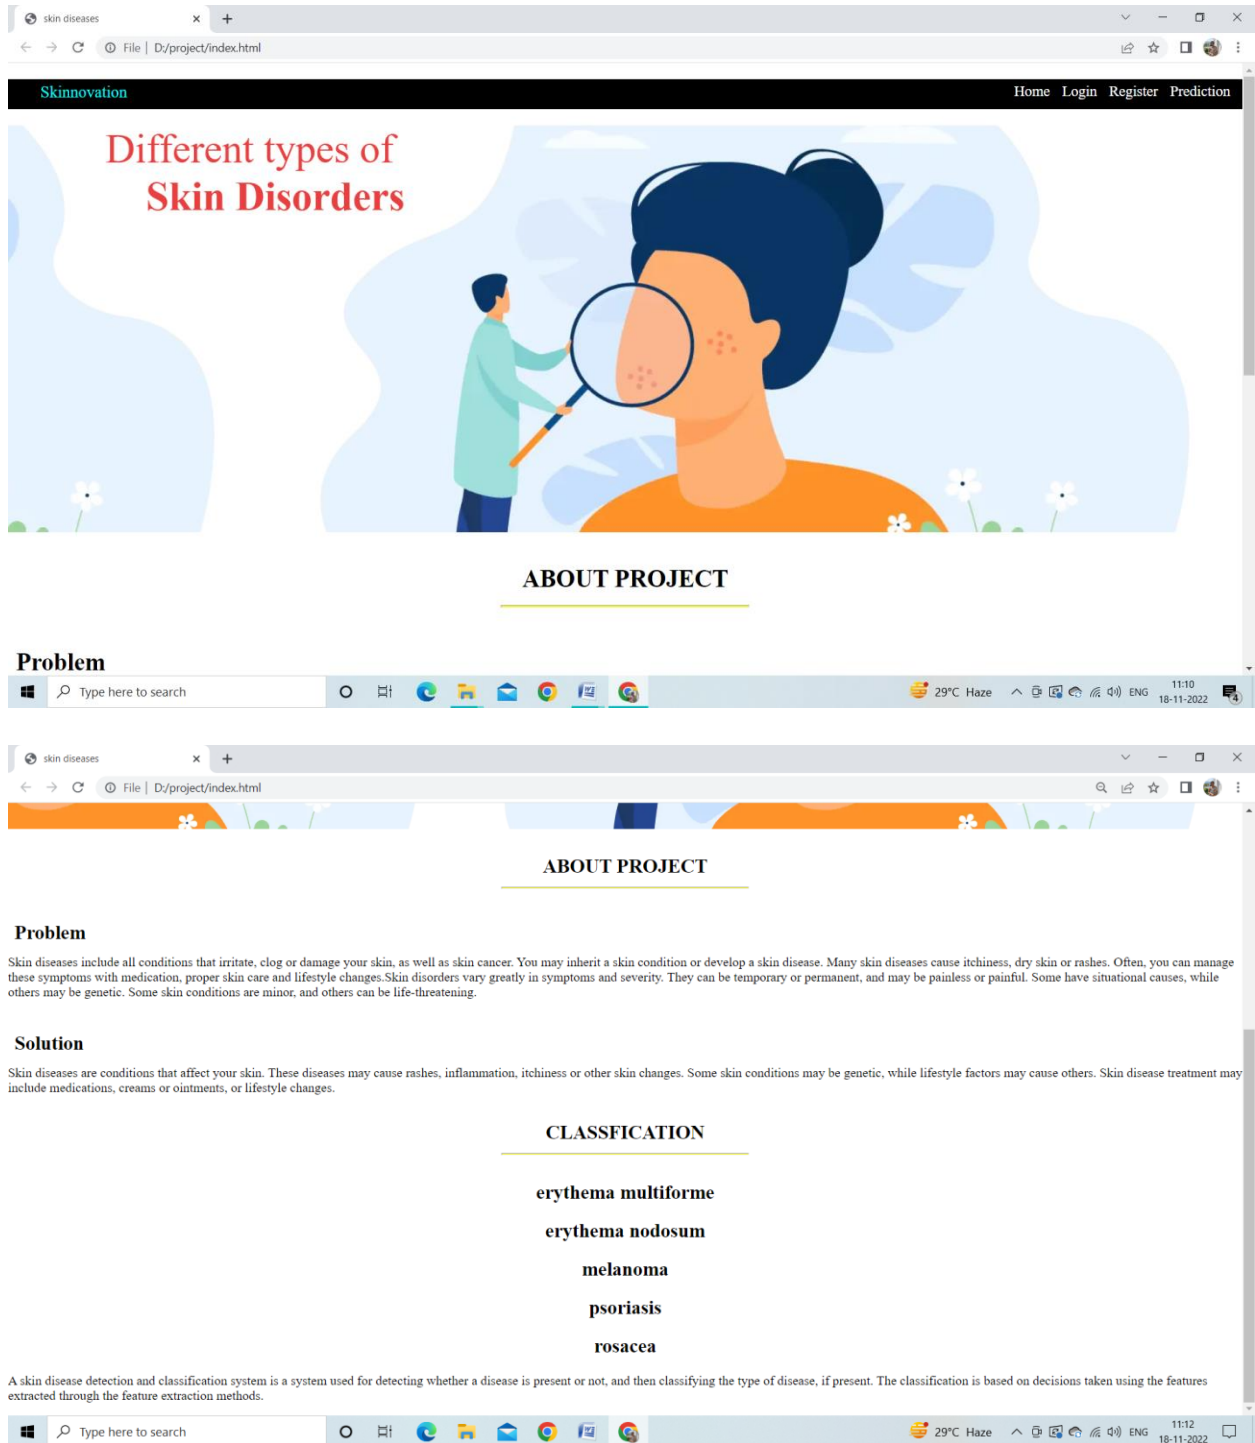 skin diseases
File | D:/project/index.html
Skinnovation
Home Login Register Prediction
Different types of
Skin Disorders
ABOUT PROJECT
Problem
Type here to search
29°C Haze
ENG
11:10
18-11-2022
4
skin diseases
File | D:/project/index.html
ABOUT PROJECT
Problem
Skin diseases include all conditions that irritate, clog or damage your skin, as well as skin cancer. You may inherit a skin condition or develop a skin disease. Many skin diseases cause itchiness, dry skin or rashes. Often, you can manage
these symptoms with medication, proper skin care and lifestyle changes.Skin disorders vary greatly in symptoms and severity. They can be temporary or permanent, and may be painless or painful. Some have situational causes, while
others may be genetic. Some skin conditions are minor, and others can be life-threatening.
Solution
Skin diseases are conditions that affect your skin. These diseases may cause rashes, inflammation, itchiness or other skin changes. Some skin conditions may be genetic, while lifestyle factors may cause others. Skin disease treatment may
include medications, creams or ointments, or lifestyle changes.
CLASSFICATION
erythema multiforme
erythema nodosum
melanoma
psoriasis
rosacea
A skin disease detection and classification system is a system used for detecting whether a disease is present or not, and then classifying the type of disease, if present. The classification is based on decisions taken using the features
extracted through the feature extraction methods.
Type here to search
29°C Haze
ENG
11:12
18-11-2022